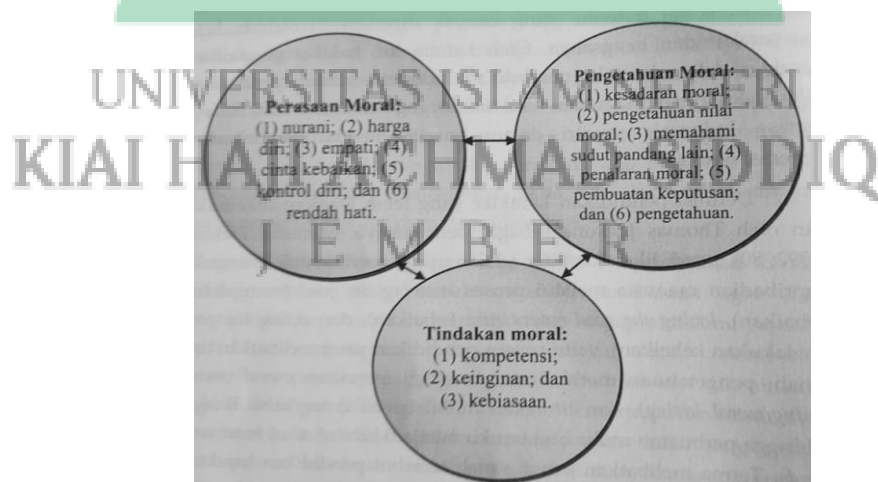 UNIVERSITAS ISLAM NEGERI
KIAI HAJI ACHMAD SIDDIQ
J E M B E R
Perasaan Moral:
(1) nurani; (2) harga
diri; (3) empati; (4)
cinta kebaikan; (5)
kontrol diri; dan (6)
rendah hati.
Pengetahuan Moral:
(1) kesadaran moral;
(2) pengetahuan nilai
moral; (3) memahami
sudut pandang lain; (4)
penalaran moral; (5)
pembuatan keputusan;
dan (6) pengetahuan.
Tindakan moral:
(1) kompetensi;
(2) keinginan; dan
(3) kebiasaan.